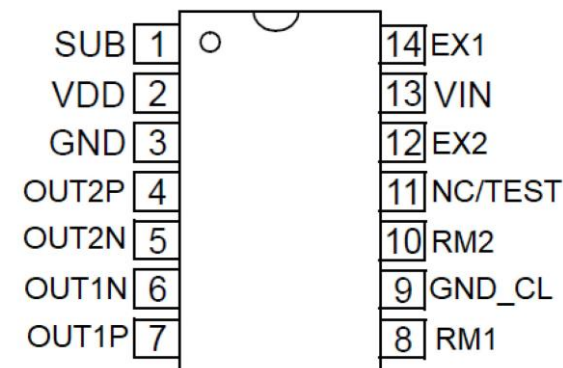 SUB 1 14 EX1
VDD 2 13 VIN
GND 3 12 EX2
OUT2P 4 11 NC/TEST
OUT2N 5 10 RM2
OUT1N 6 9 GND_CL
OUT1P 7 8 RM1